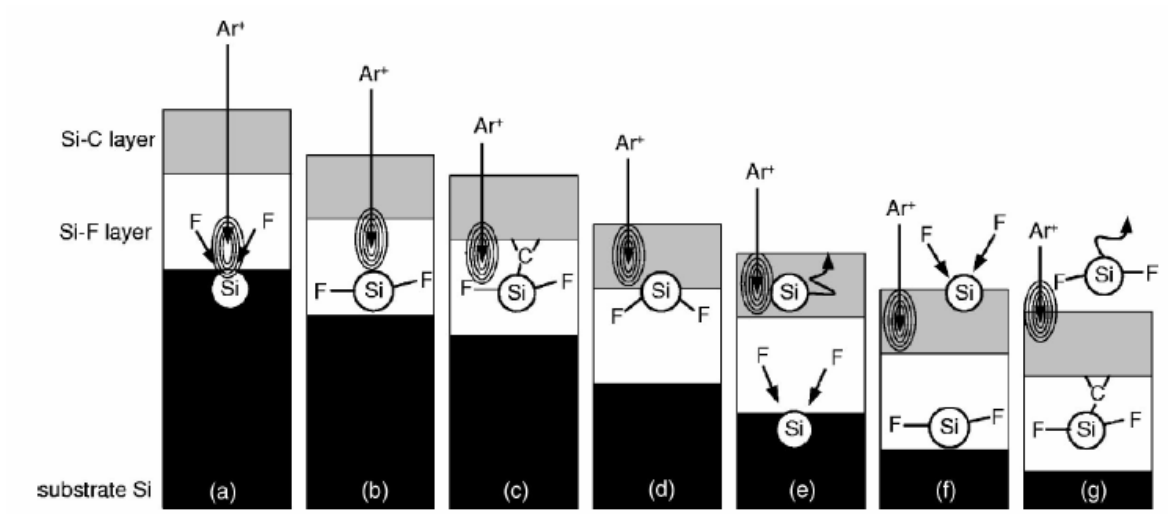 Ar⁺
Ar⁺
Ar⁺
Ar⁺
Ar⁺
Ar⁺
Ar⁺
Si-C layer
Si-F layer
substrate Si
F F
Si
(a)
F Si F
(b)
C
F Si F
(c)
Si
F F
(d)
Si
F F
Si
(e)
F F
Si
F Si F
(f)
F Si F
C
F Si F
(g)